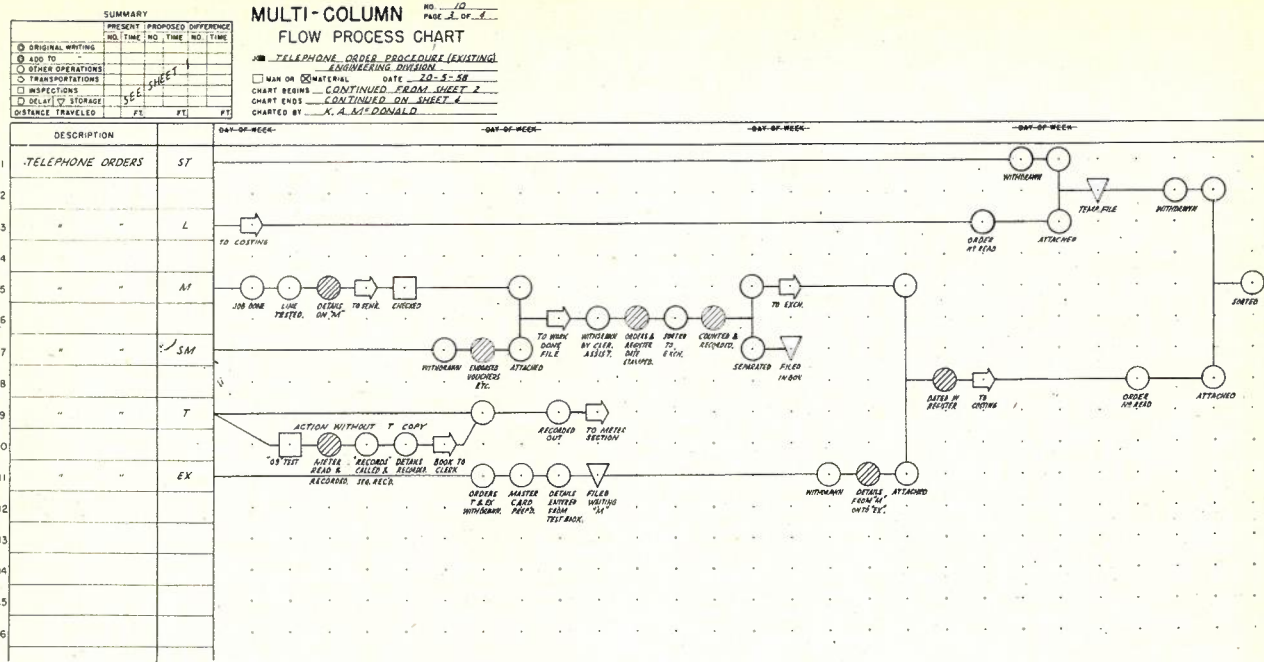 SUMMARY
PRESENT PROPOSED DIFFERENCE
NO. TIME NO. TIME NO. TIME
ORIGINAL WRITING
ADD TO "
OTHER OPERATIONS
TRANSPORTATIONS
INSPECTIONS
DELAY STORAGE
DISTANCE TRAVELED FT. FT. FT.
SEE SHEET 1
MULTI-COLUMN
FLOW PROCESS CHART
NO. 10
PAGE 3 OF 4
JOB TELEPHONE ORDER PROCEDURE (EXISTING)
ENGINEERING DIVISION
MAN OR MATERIAL DATE 20-5-58
CHART BEGINS CONTINUED FROM SHEET 2
CHART ENDS CONTINUED ON SHEET 4
CHARTED BY K. A. McDONALD
DESCRIPTION
DAY OF WEEK DAY OF WEEK DAY OF WEEK DAY OF WEEK
1 TELEPHONE ORDERS ST
WITHDRAWN
2
TEMP. FILE WITHDRAWN
3 " " L
TO COSTING
ORDER
Nº READ
ATTACHED
4
5 " " M
JOB DONE
LINE
TESTED.
DETAILS
ON "M"
CHECKED
TO EXCH.
SORTED
6
TO WORK
DONE
FILE
WITHDRAWN
BY CLER.
ASSIST.
ORDERS &
REGISTER
DATE
STAMPED.
SORTED
TO
EXCH.
COUNTED &
RECORDED.
7 " " SM
WITHDRAWN
ENDORSED
VOUCHERS
ETC.
ATTACHED
SEPARATED
FILED
IN BOX
8
DATED IN
REGISTER
TO
COSTING
ORDER
Nº READ
ATTACHED
9 " " T
ACTION WITHOUT T COPY
RECORDED
OUT
TO METER
SECTION
10
"O3" TEST
METER
READ &
RECORDED.
"RECORDS"
CALLED &
DETAILS
RECORDED.
BOOK TO
CLERK
11 EX
ORDERS
T & EX
WITHDRAWN.
MASTER
CARD
PREP'D.
DETAILS
ENTERED
FROM
TEST BOOK.
FILED
WAITING
"M"
WITHDRAWN
DETAILS
FROM "M"
ONTO "EX".
ATTACHED
12
13
14
15
16